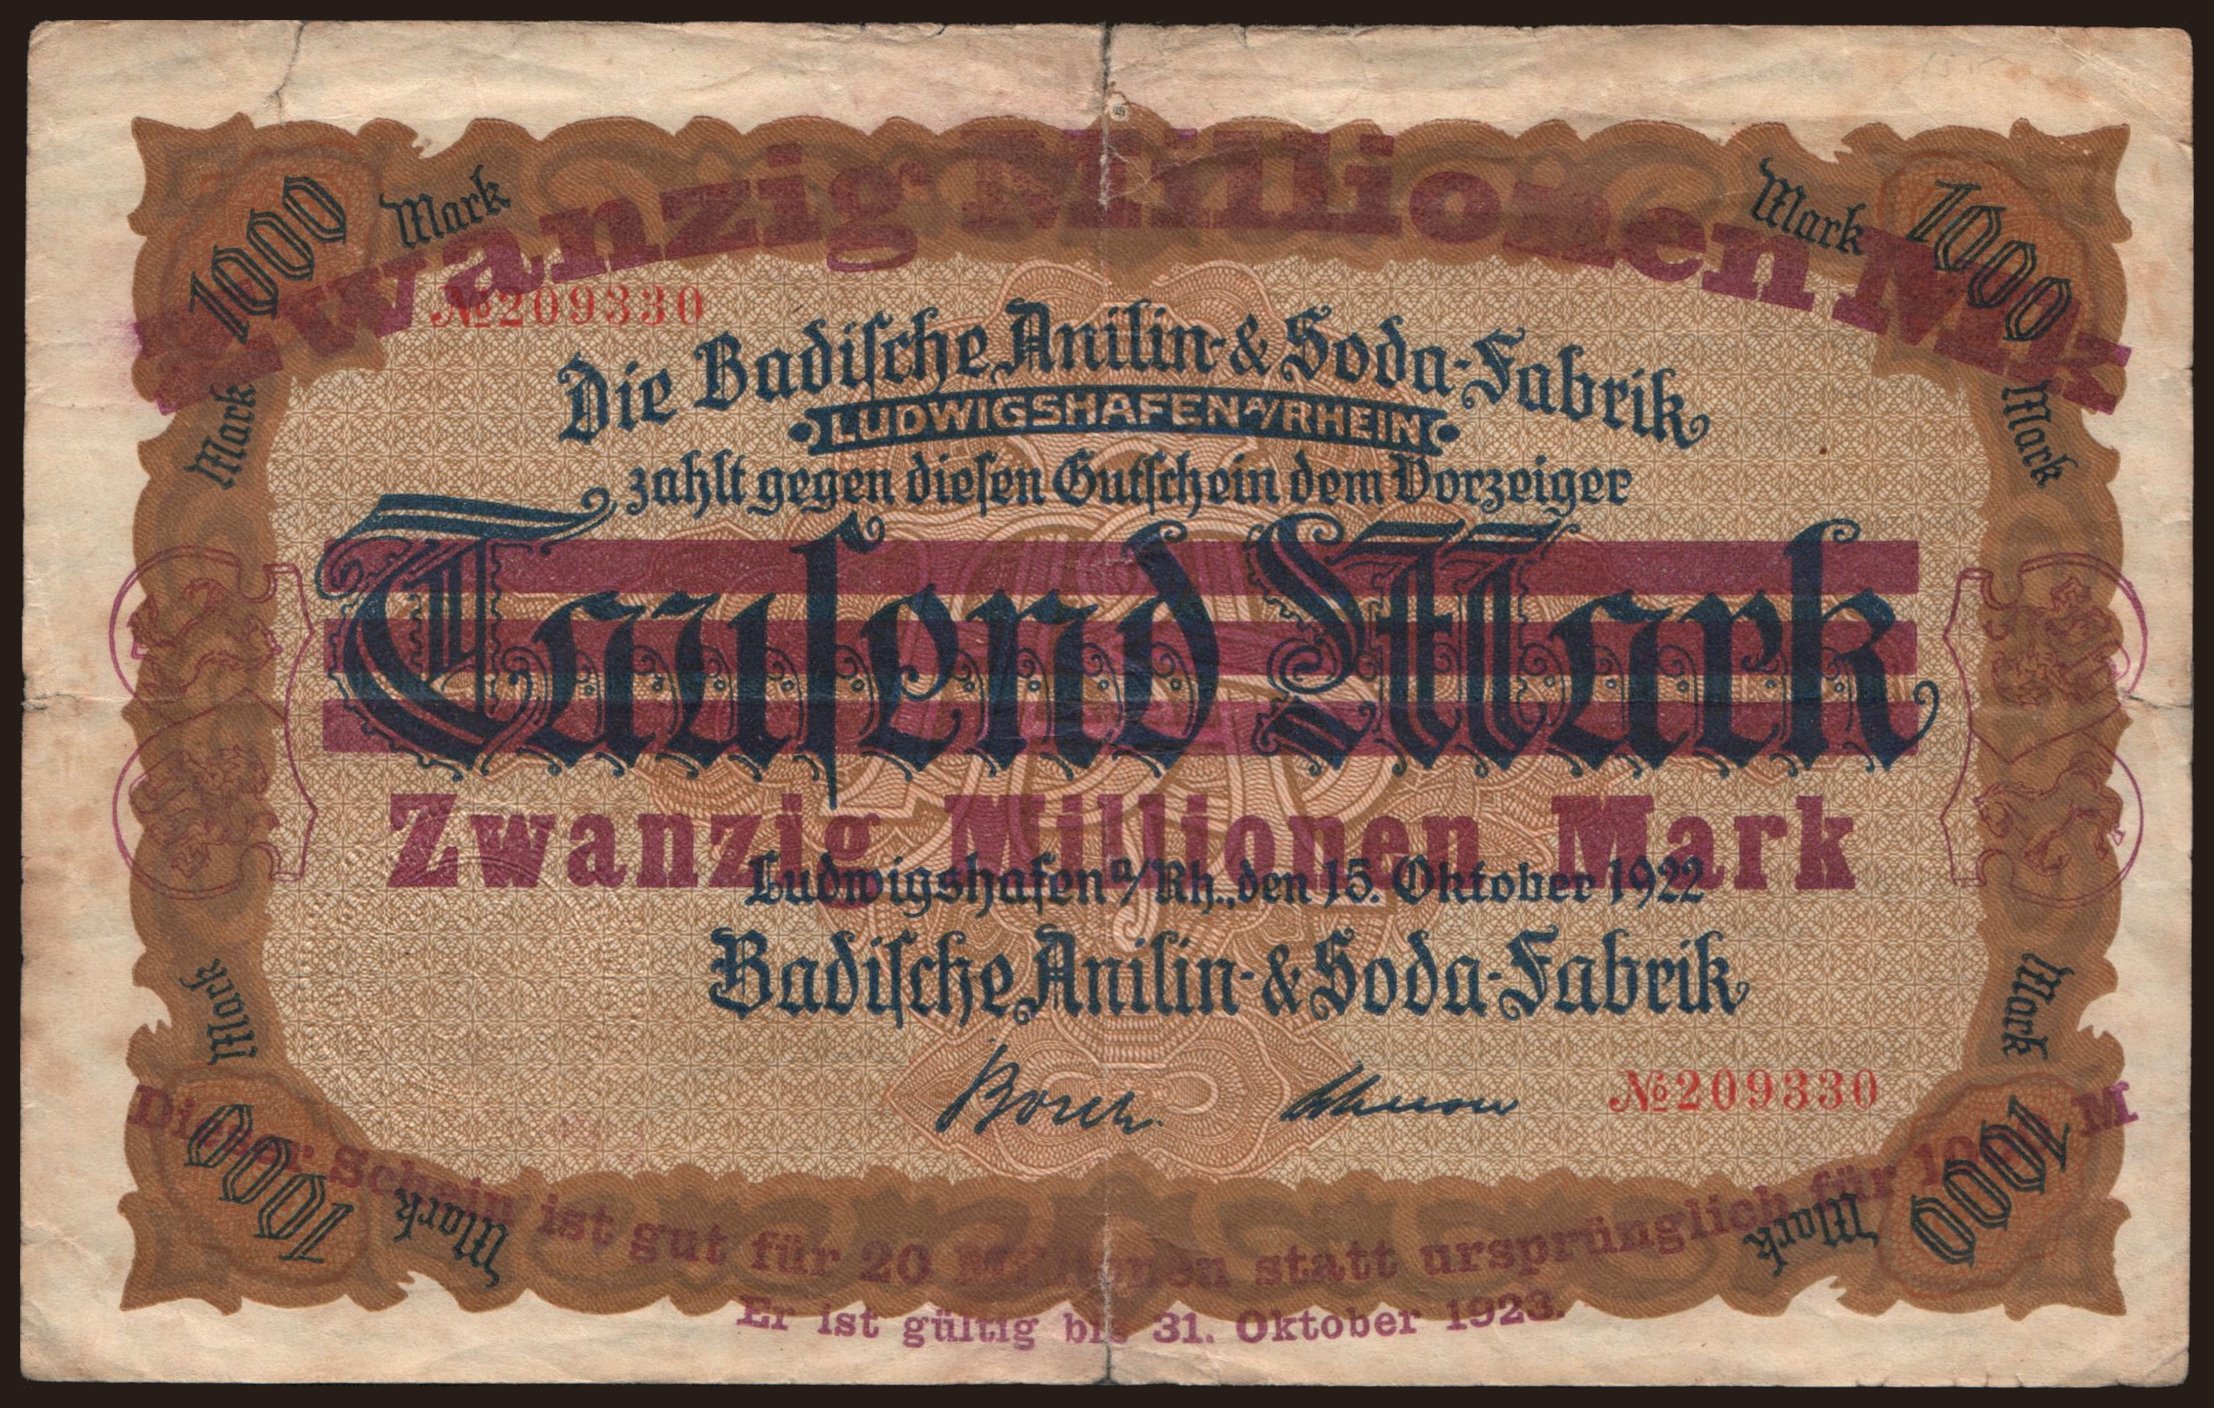 Zwanzig Millionen Mk
1000 Mark Mark 1000
№209330
Die Badische Anilin- & Soda-Fabrik
LUDWIGSHAFEN a/RHEIN
Mark Mark
zahlt gegen diesen Gutschein dem Vorzeiger
Tausend Mark
Zwanzig Millionen Mark
Ludwigshafen a/Rh., den 15. Oktober 1922
Badische Anilin- & Soda-Fabrik
Mark Mark
№209330
1000 Mark Mark 1000
Dieser Schein ist gut für 20 Millionen statt ursprünglich für 1000 M
Er ist gültig bis 31. Oktober 1923.